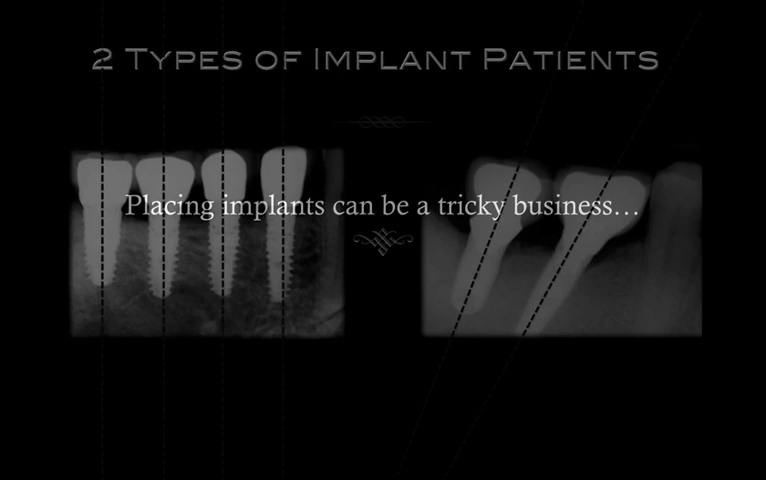 2 Types of Implant Patients
Placing implants can be a tricky business…